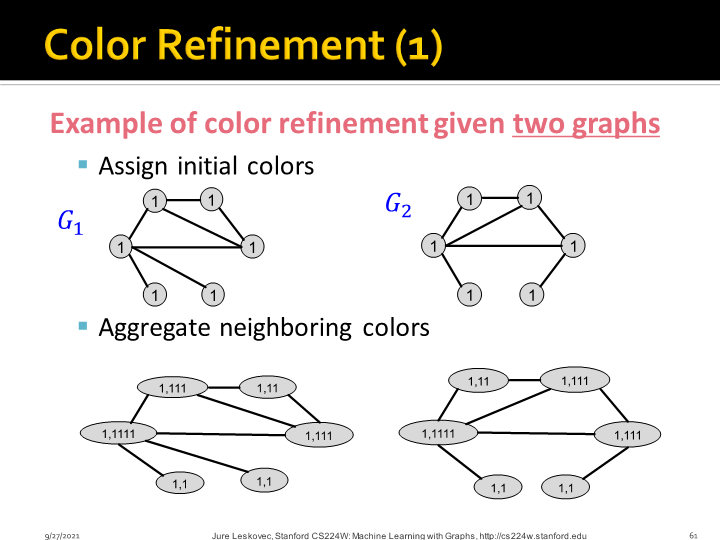 Color Refinement (1)
Example of color refinement given two graphs
▪ Assign initial colors
G₁
1 1
1 1
1 1
G₂
1 1
1 1
1 1
▪ Aggregate neighboring colors
1,111 1,11
1,1111 1,111
1,1 1,1
1,11 1,111
1,1111 1,111
1,1 1,1
9/27/2021 Jure Leskovec, Stanford CS224W: Machine Learning with Graphs, http://cs224w.stanford.edu 61